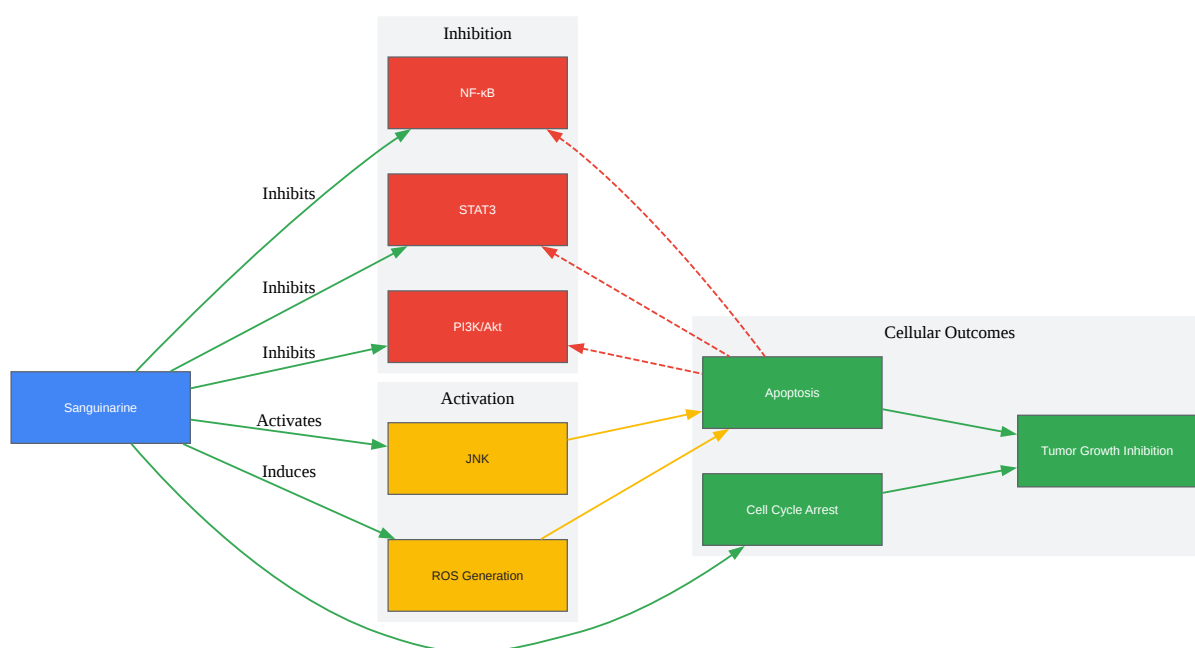 Inhibition
NF-κB
Inhibits
STAT3
Inhibits
PI3K/Akt
Inhibits
Cellular Outcomes
Sanguinarine
Activates
Activation
Apoptosis
JNK
Tumor Growth Inhibition
Induces
Cell Cycle Arrest
ROS Generation